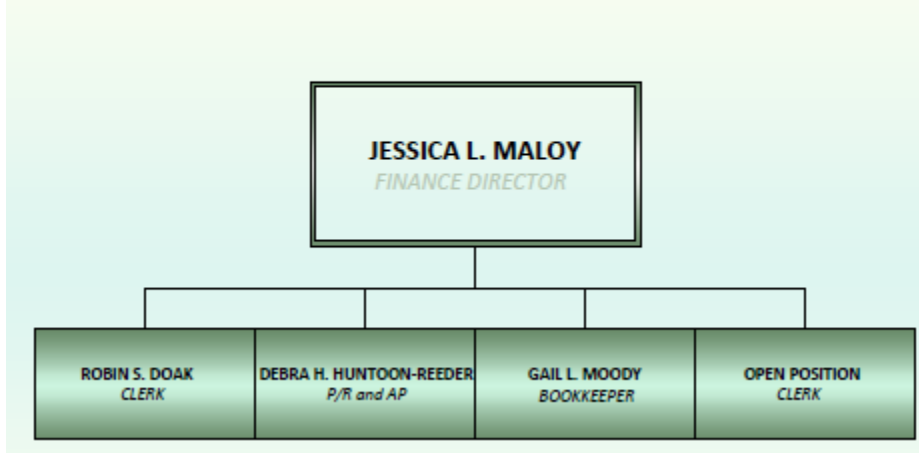 JESSICA L. MALOY
FINANCE DIRECTOR
ROBIN S. DOAK
CLERK
DEBRA H. HUNTOON-REEDER
P/R and AP
GAIL L. MOODY
BOOKKEEPER
OPEN POSITION
CLERK